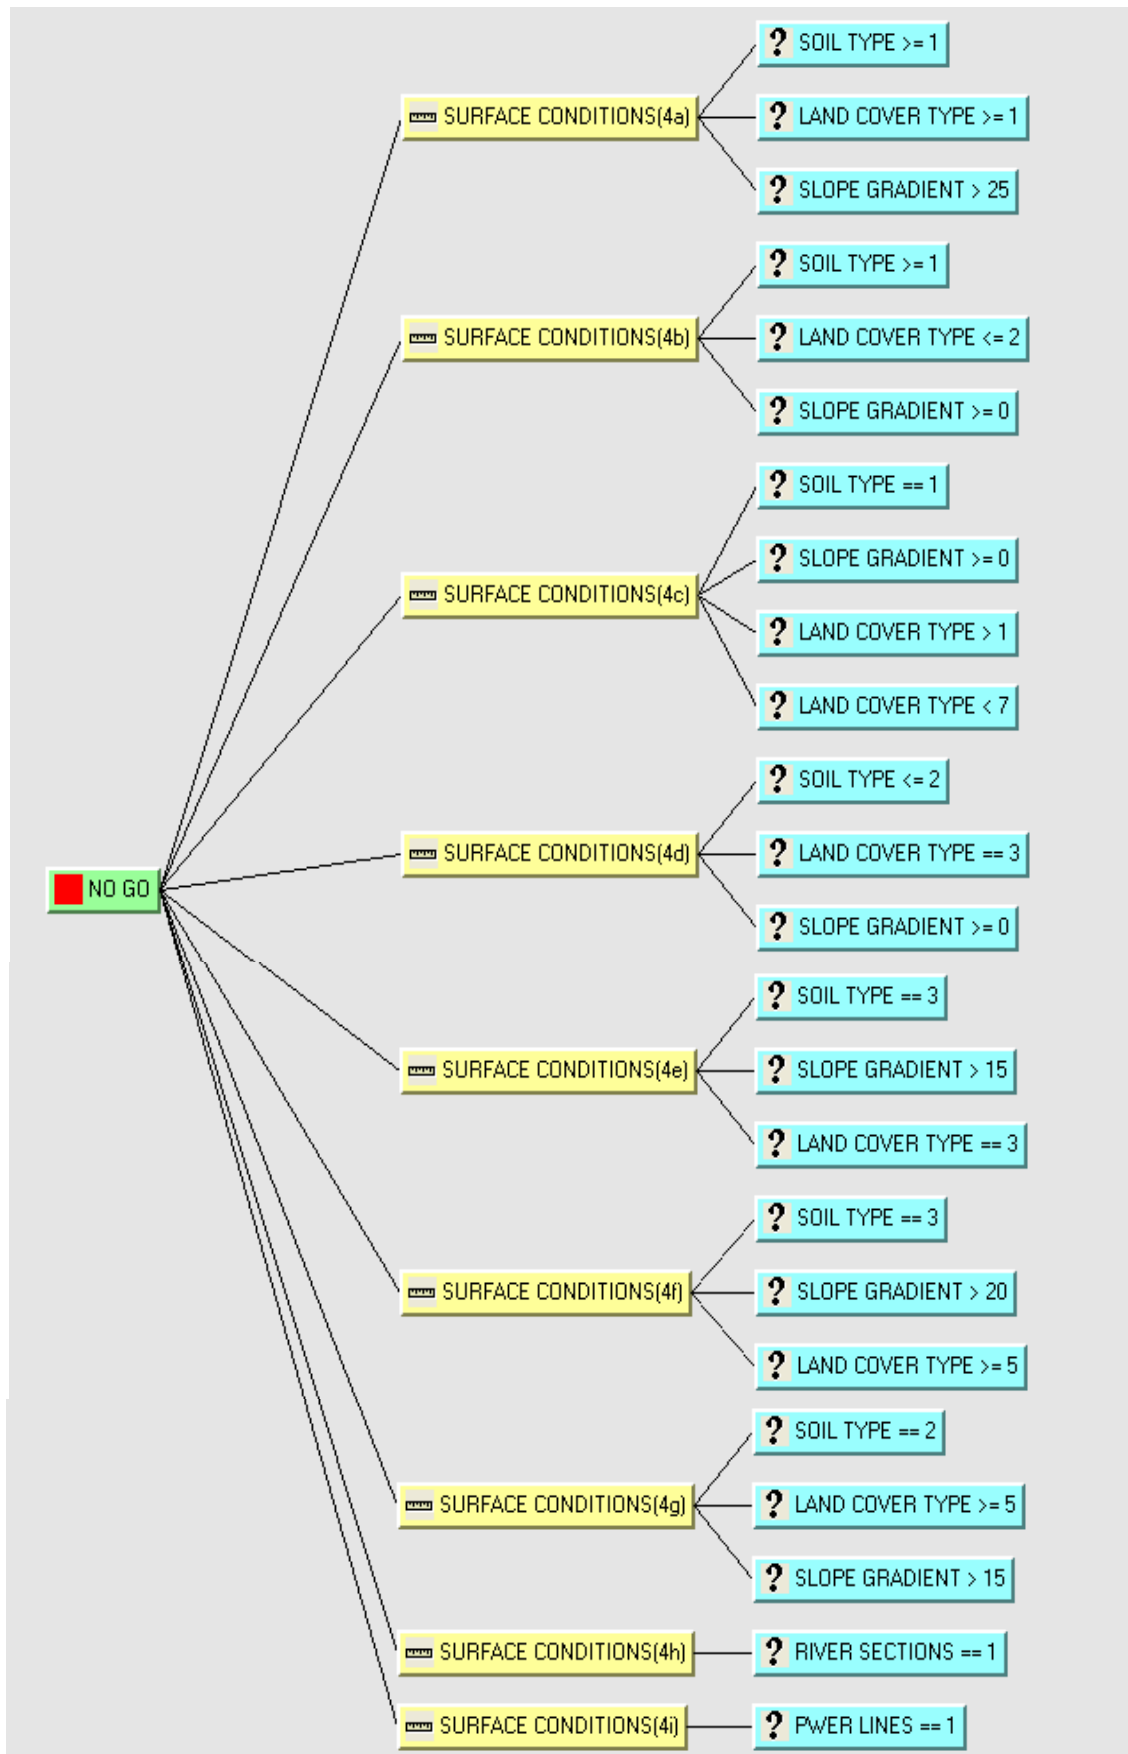 SOIL TYPE >= 1
SURFACE CONDITIONS(4a)
LAND COVER TYPE >= 1
SLOPE GRADIENT > 25
SOIL TYPE >= 1
SURFACE CONDITIONS(4b)
LAND COVER TYPE <= 2
SLOPE GRADIENT >= 0
SOIL TYPE == 1
SLOPE GRADIENT >= 0
SURFACE CONDITIONS(4c)
LAND COVER TYPE > 1
LAND COVER TYPE < 7
SOIL TYPE <= 2
SURFACE CONDITIONS(4d)
LAND COVER TYPE == 3
NO GO
SLOPE GRADIENT >= 0
SOIL TYPE == 3
SURFACE CONDITIONS(4e)
SLOPE GRADIENT > 15
LAND COVER TYPE == 3
SOIL TYPE == 3
SURFACE CONDITIONS(4f)
SLOPE GRADIENT > 20
LAND COVER TYPE >= 5
SOIL TYPE == 2
SURFACE CONDITIONS(4g)
LAND COVER TYPE >= 5
SLOPE GRADIENT > 15
SURFACE CONDITIONS(4h)
RIVER SECTIONS == 1
SURFACE CONDITIONS(4i)
PWER LINES == 1